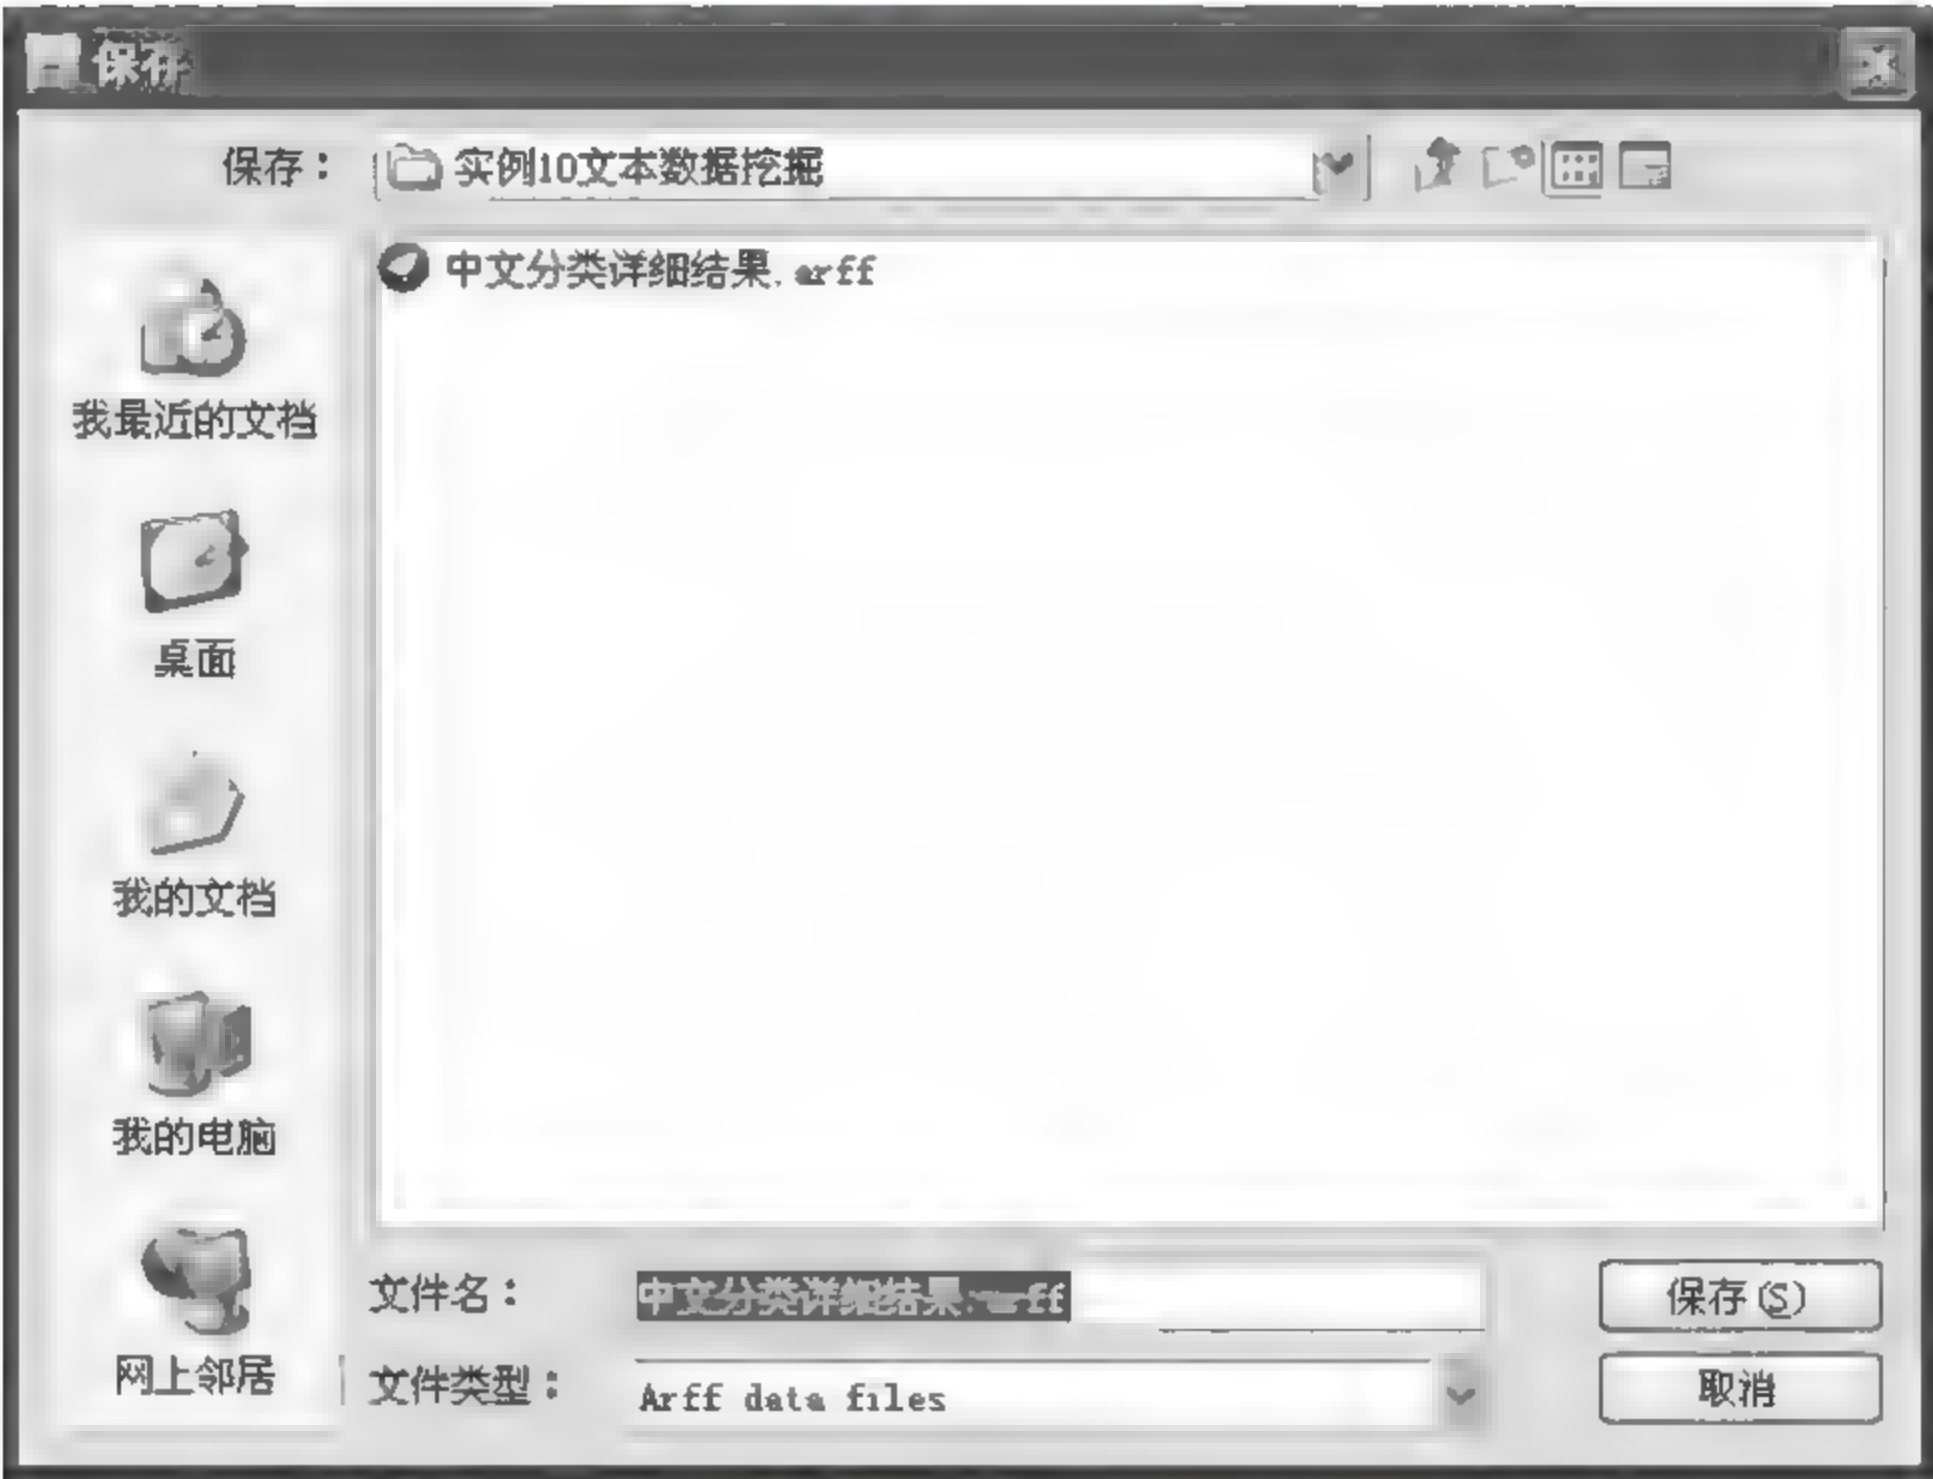 保存
保存：
实例10文本数据挖掘
中文分类详细结果.arff
我最近的文档
桌面
我的文档
我的电脑
网上邻居
文件名：
中文分类详细结果.arff
保存(S)
文件类型：
Arff data files
取消